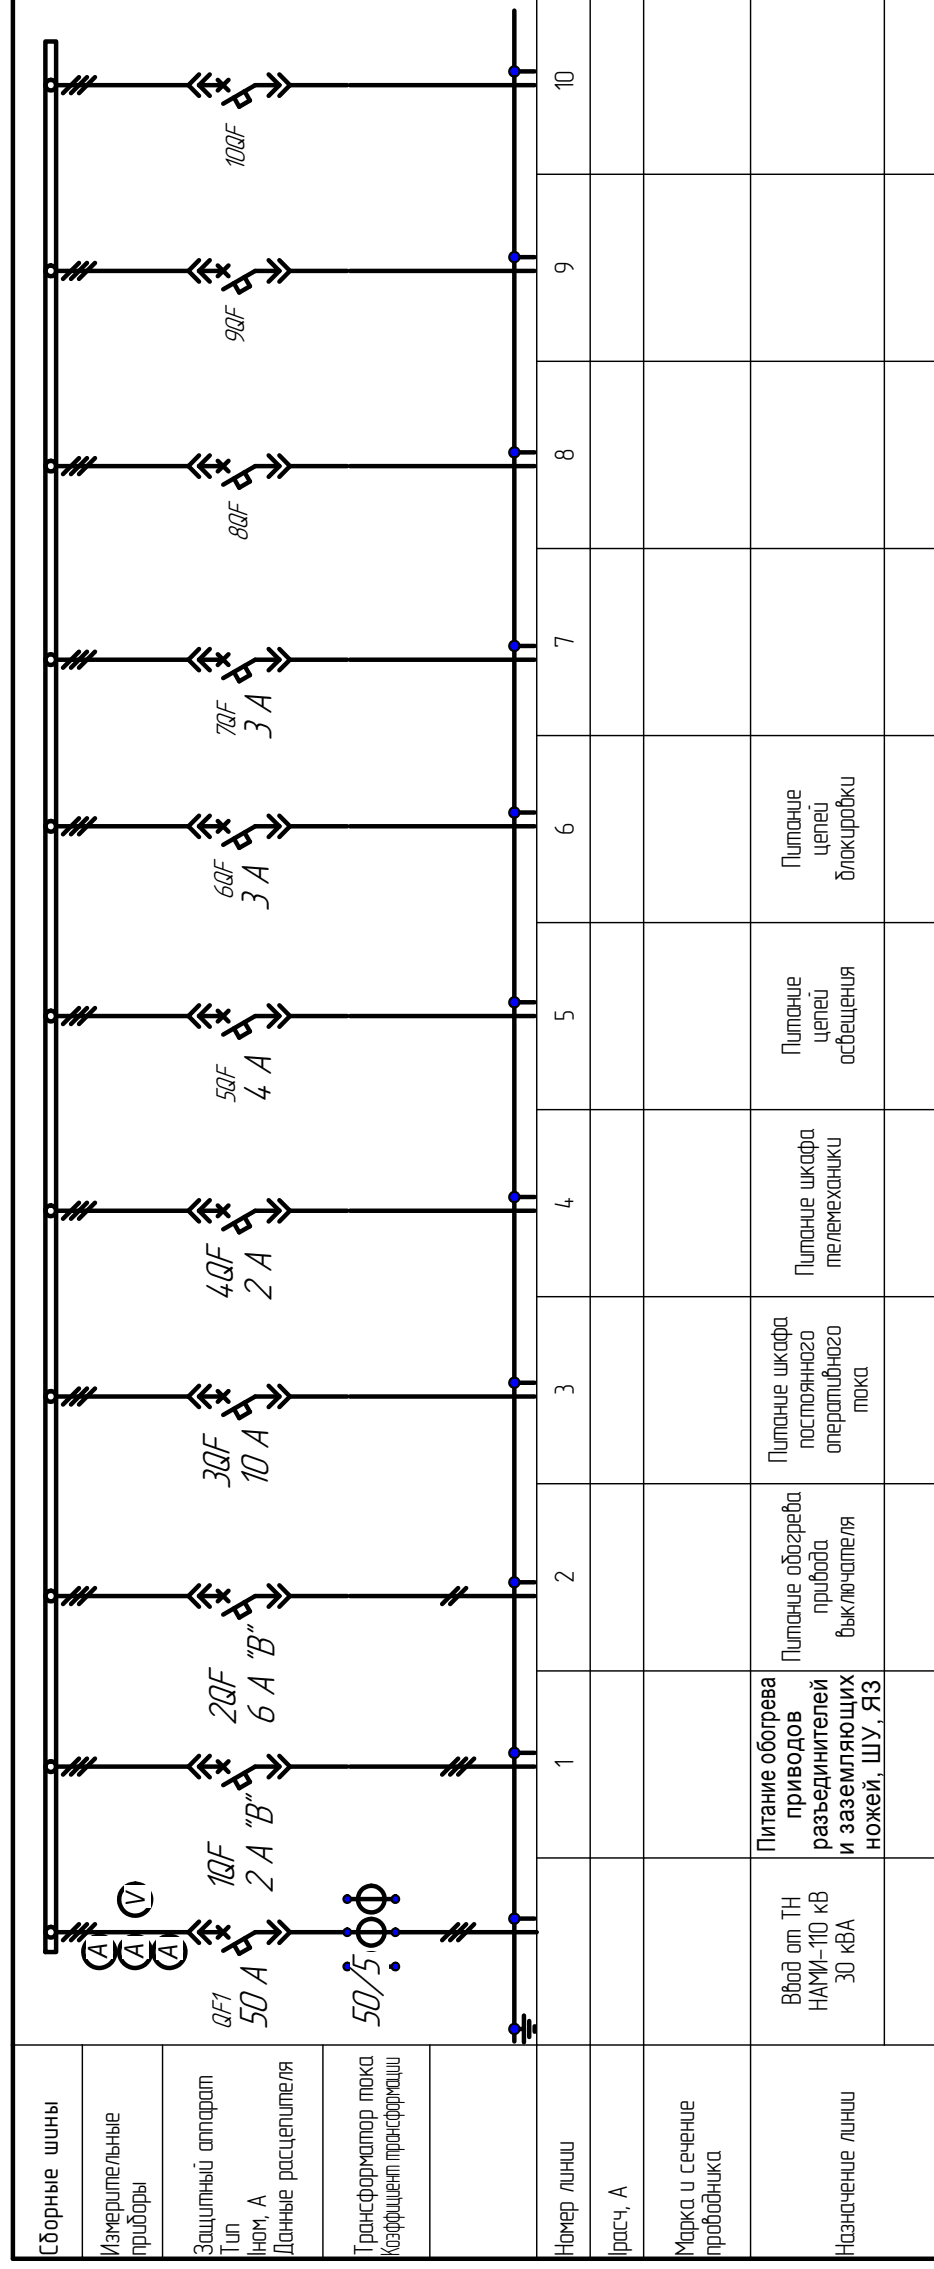 Сборные шины
Измерительные
приборы
A
A
A
V
Защитный аппарат
Тип
Iном, А
Данные расцепителя
QF1
50 А
1QF
2 А "В"
2QF
6 А "В"
3QF
10 А
4QF
2 А
5QF
4 А
6QF
3 А
7QF
3 А
8QF
9QF
10QF
Трансформатор тока
Коэффициент трансформации
50/5
Номер линии
1
2
3
4
5
6
7
8
9
10
Iрасч, А
Марка и сечение
проводника
Назначение линии
Ввод от ТН
НАМИ-110 кВ
30 кВА
Питание обогрева
приводов
разъединителей
и заземляющих
ножей, ШУ, ЯЗ
Питание обогрева
привода
выключателя
Питание шкафа
постоянного
оперативного
тока
Питание шкафа
телемеханики
Питание
цепей
освещения
Питание
цепей
блокировки